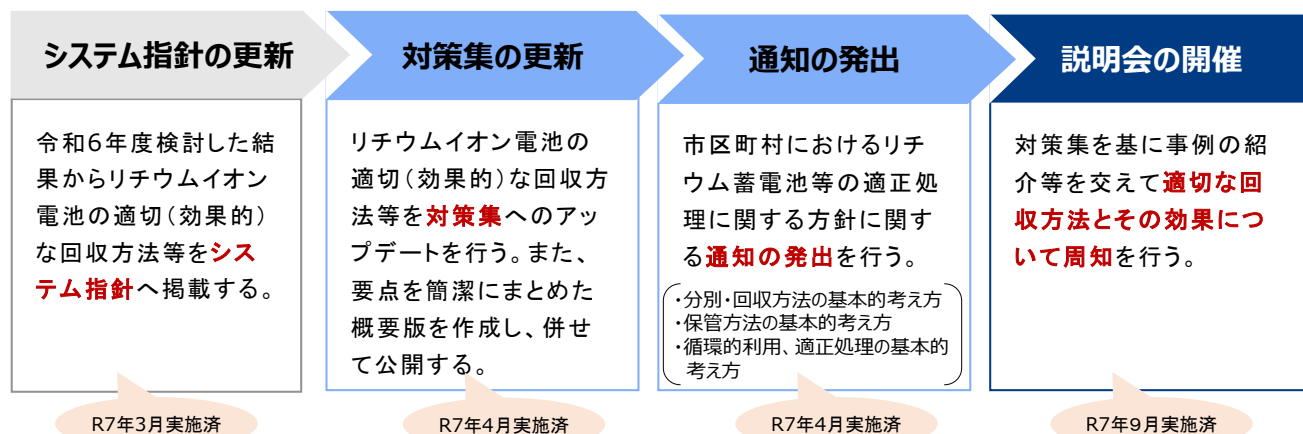 システム指針の更新
令和6年度検討した結
果からリチウムイオン
電池の適切(効果的)
な回収方法等をシス
テム指針へ掲載する。
R7年3月実施済
対策集の更新
リチウムイオン電池の
適切(効果的)な回収方
法等を対策集へのアッ
プデートを行う。また、
要点を簡潔にまとめた
概要版を作成し、併せ
て公開する。
R7年4月実施済
通知の発出
市区町村におけるリチ
ウム蓄電池等の適正処
理に関する方針に関す
る通知の発出を行う。
・分別・回収方法の基本的考え方
・保管方法の基本的考え方
・循環的利用、適正処理の基本的
考え方
R7年4月実施済
説明会の開催
対策集を基に事例の紹
介等を交えて適切な回
収方法とその効果につ
いて周知を行う。
R7年9月実施済